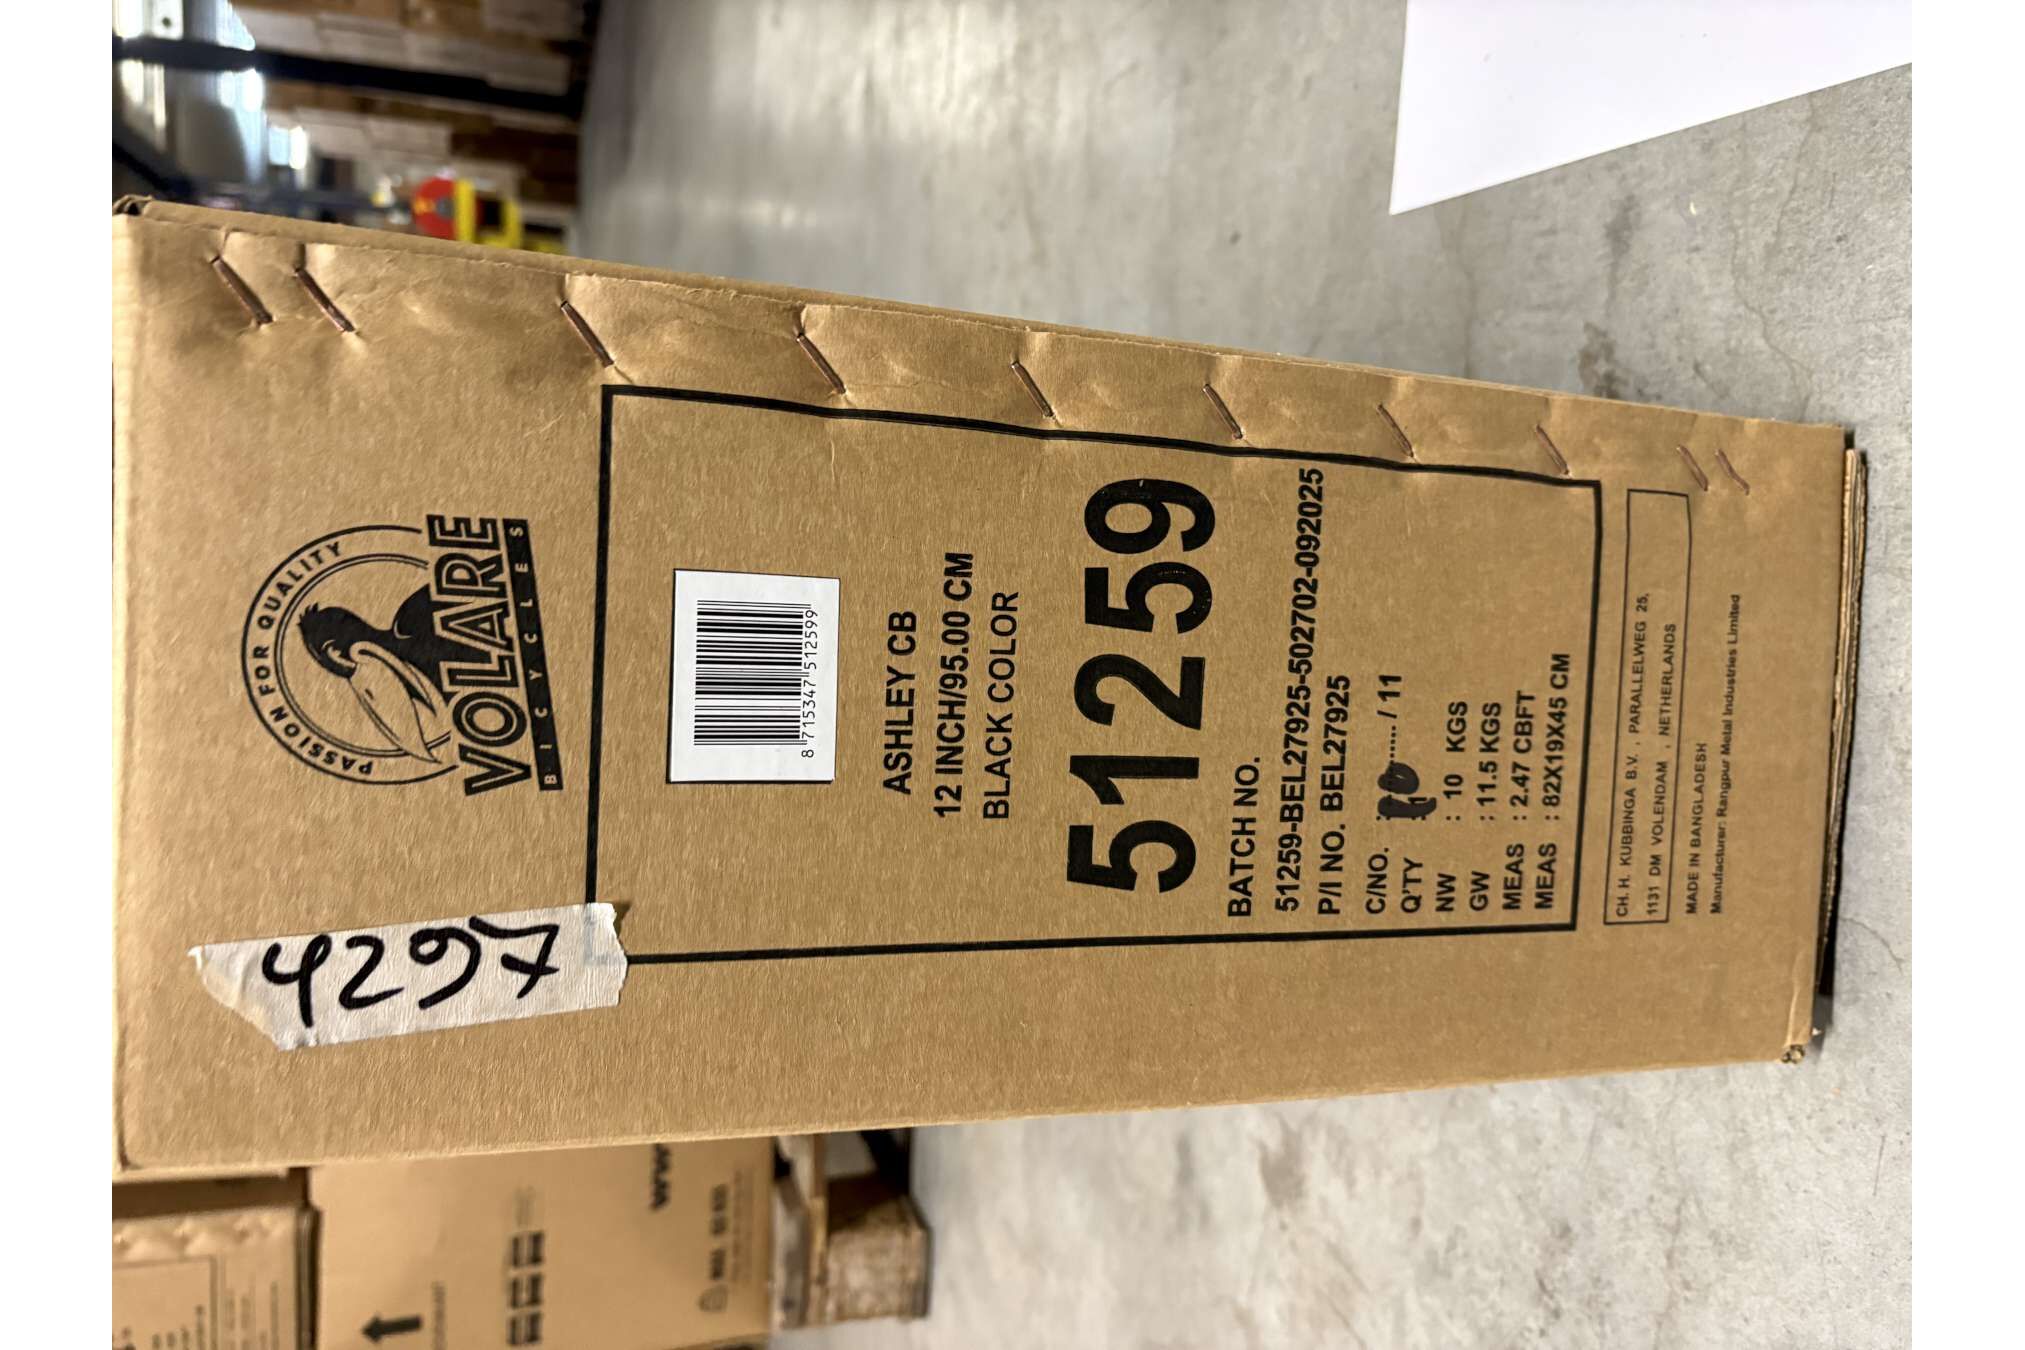 PASSION FOR QUALITY
VOLARE
BICYCLES
4297
8 715347 512599
ASHLEY CB
12 INCH/95.00 CM
BLACK COLOR
51259
BATCH NO.
51259-BEL27925-502702-092025
P/I NO. BEL27925
C/NO. : 10 ...... / 11
Q'TY : 1
NW : 10 KGS
GW : 11.5 KGS
MEAS : 2.47 CBFT
MEAS : 82X19X45 CM
CH. H. KUBBINGA B.V. , PARALLELWEG 25,
1131 DM VOLENDAM , NETHERLANDS
MADE IN BANGLADESH
Manufacturer: Rangpur Metal Industries Limited